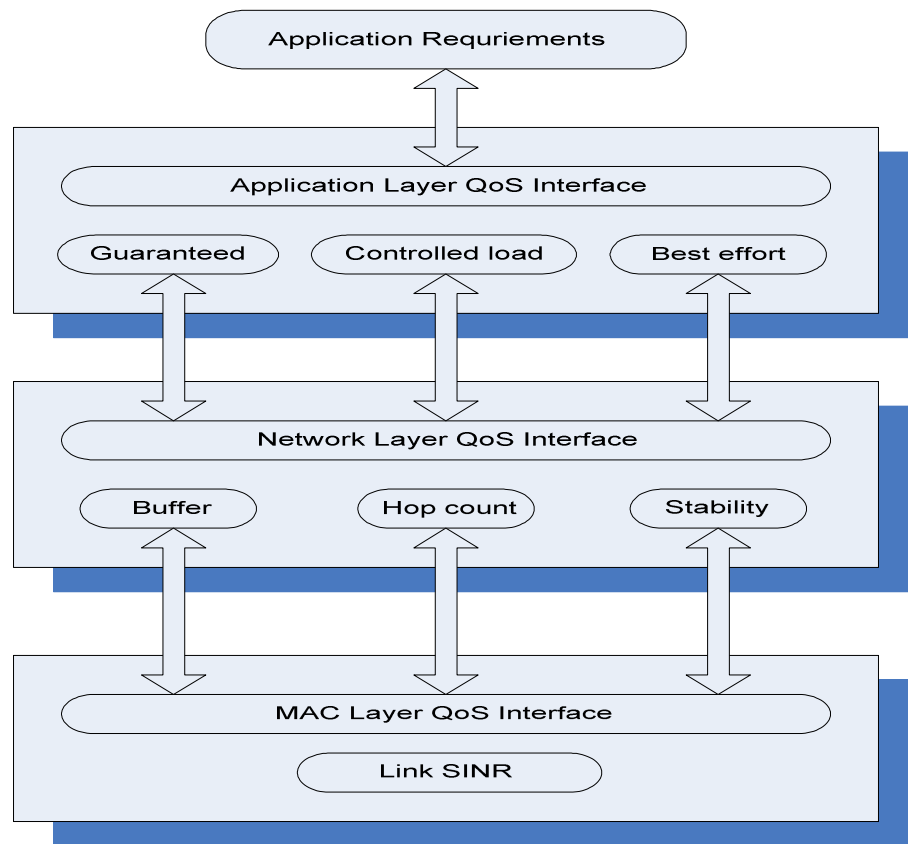 Application Requriements
Application Layer QoS Interface
Guaranteed
Controlled load
Best effort
Network Layer QoS Interface
Buffer
Hop count
Stability
MAC Layer QoS Interface
Link SINR